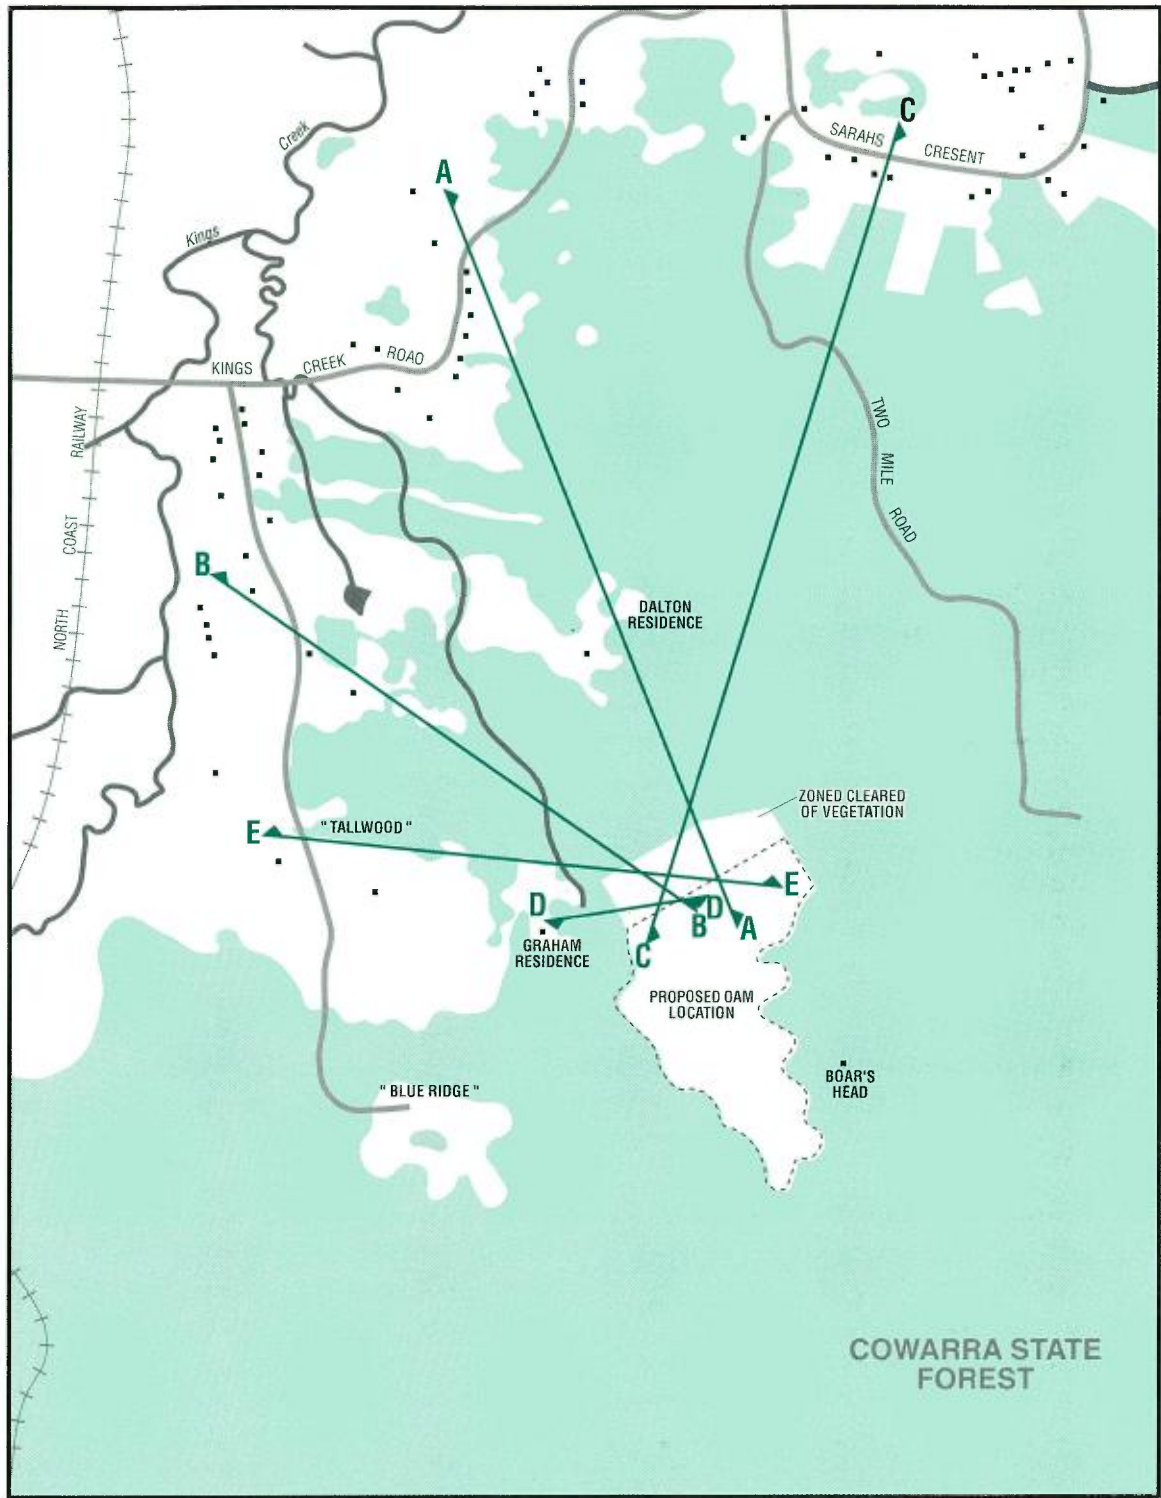 C
SARAHS
CRESENT
Creek
A
Kings
KINGS
CREEK
ROAD
RAILWAY
TWO
MILE
ROAD
COAST
B
DALTON
RESIDENCE
NORTH
ZONED CLEARED
OF VEGETATION
E
" TALLWOOD "
E
D
D
B
A
C
GRAHAM
RESIDENCE
PROPOSED DAM
LOCATION
BOAR'S
HEAD
" BLUE RIDGE "
COWARRA STATE
FOREST